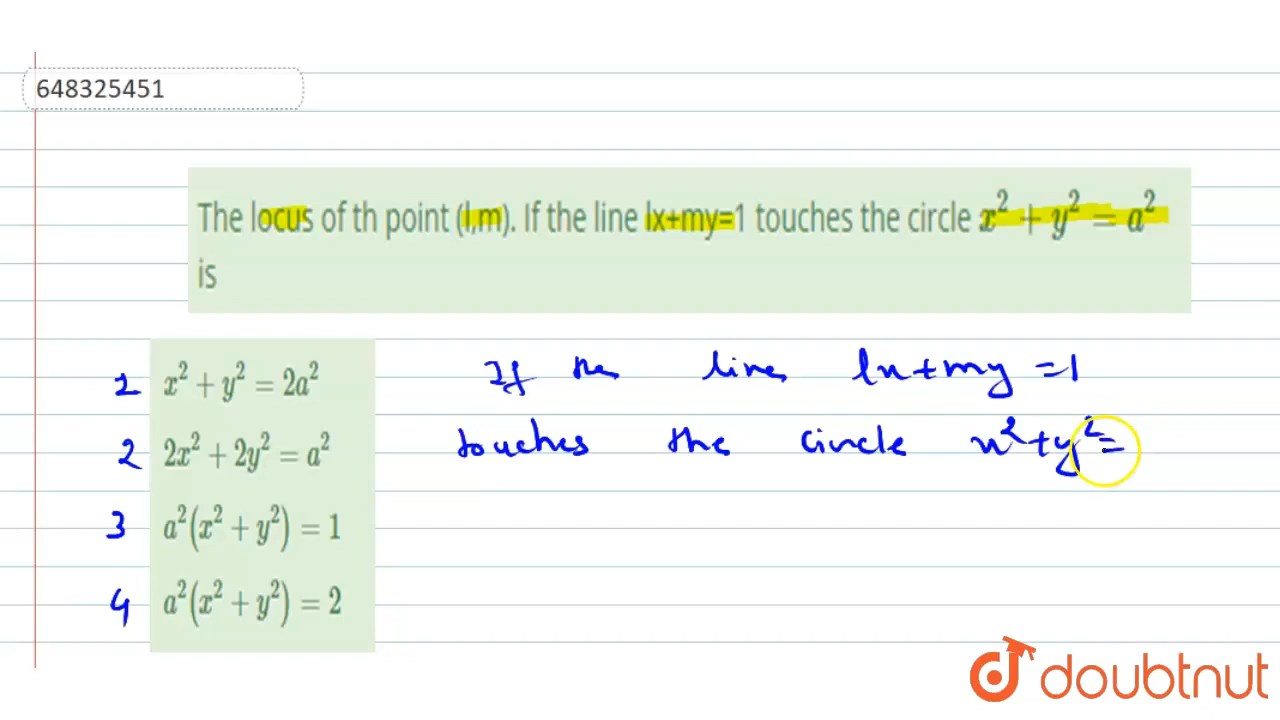 648325451
The locus of th point (l,m). If the line lx+my=1 touches the circle x² + y² = a²
is
1 x² + y² = 2a²
2 2x² + 2y² = a²
3 a²(x² + y²) = 1
4 a²(x² + y²) = 2
If the line lx+my =1
touches the circle x²+y²=
doubtnut